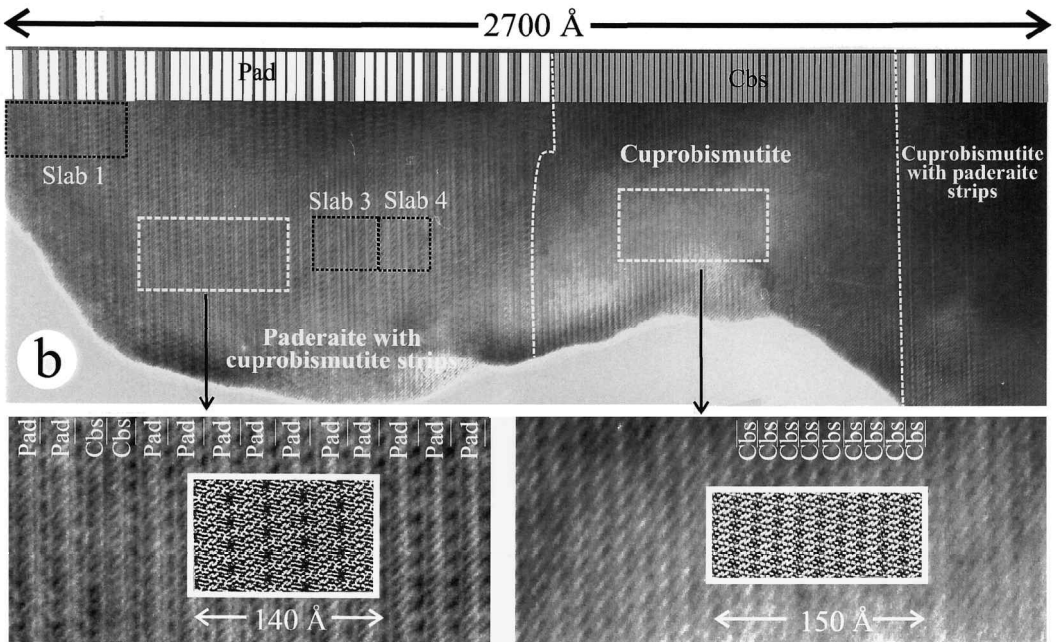 2700 Å
Pad
Cbs
Slab 1
Slab 3
Slab 4
Cuprobismutite
Cuprobismutite
with paderaite
strips
Paderaite with
cuprobismutite strips
b
Pad Pad Cbs Cbs Pad Pad Pad Pad Pad Pad Pad Pad Pad Pad
140 Å
Cbs Cbs Cbs Cbs Cbs Cbs Cbs Cbs Cbs
150 Å